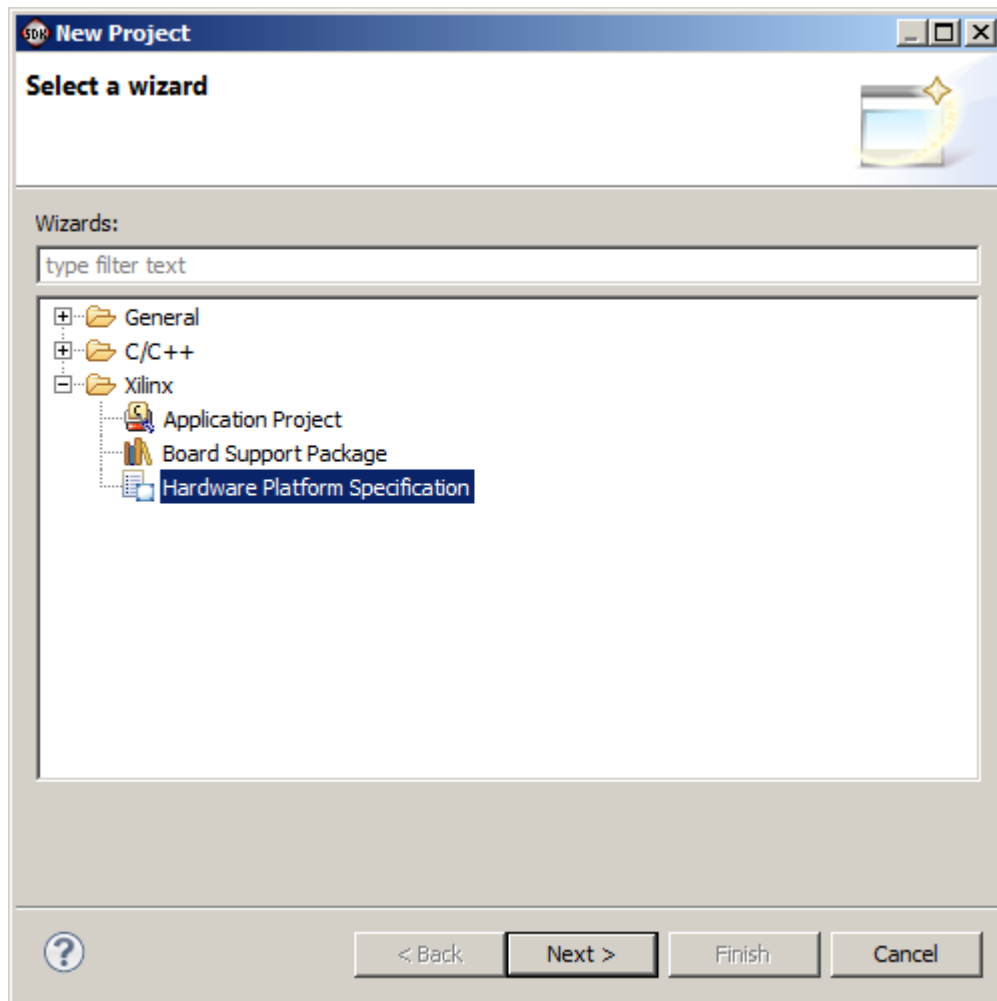 SDK New Project
Select a wizard
Wizards:
type filter text
General
C/C++
Xilinx
C Application Project
Board Support Package
Hardware Platform Specification
? < Back Next > Finish Cancel